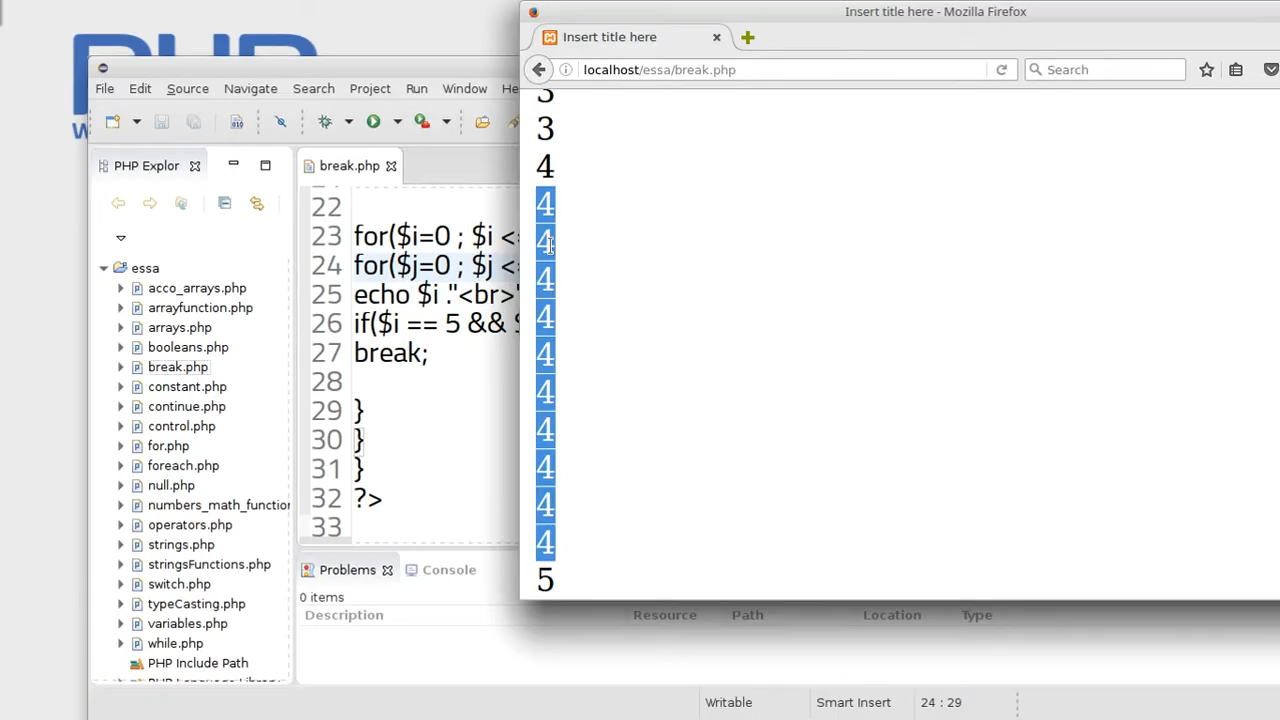 PHP
W
Insert title here - Mozilla Firefox
Insert title here
localhost/essa/break.php
Search
File Edit Source Navigate Search Project Run Window He
010
PHP Explor
break.php
essa
acco_arrays.php
arrayfunction.php
arrays.php
booleans.php
break.php
constant.php
continue.php
control.php
for.php
foreach.php
null.php
numbers_math_function
operators.php
strings.php
stringsFunctions.php
switch.php
typeCasting.php
variables.php
while.php
PHP Include Path
PHP Language Library
22
23 for($i=0 ; $i <=
24 for($j=0 ; $j <=
25 echo $i ."<br>"
26 if($i == 5 && $
27 break;
28
29 }
30 }
31 }
32 ?>
33
3
3
4
4
4
4
4
4
4
4
4
4
4
5
Problems Console
0 items
Description Resource Path Location Type
Writable Smart Insert 24 : 29